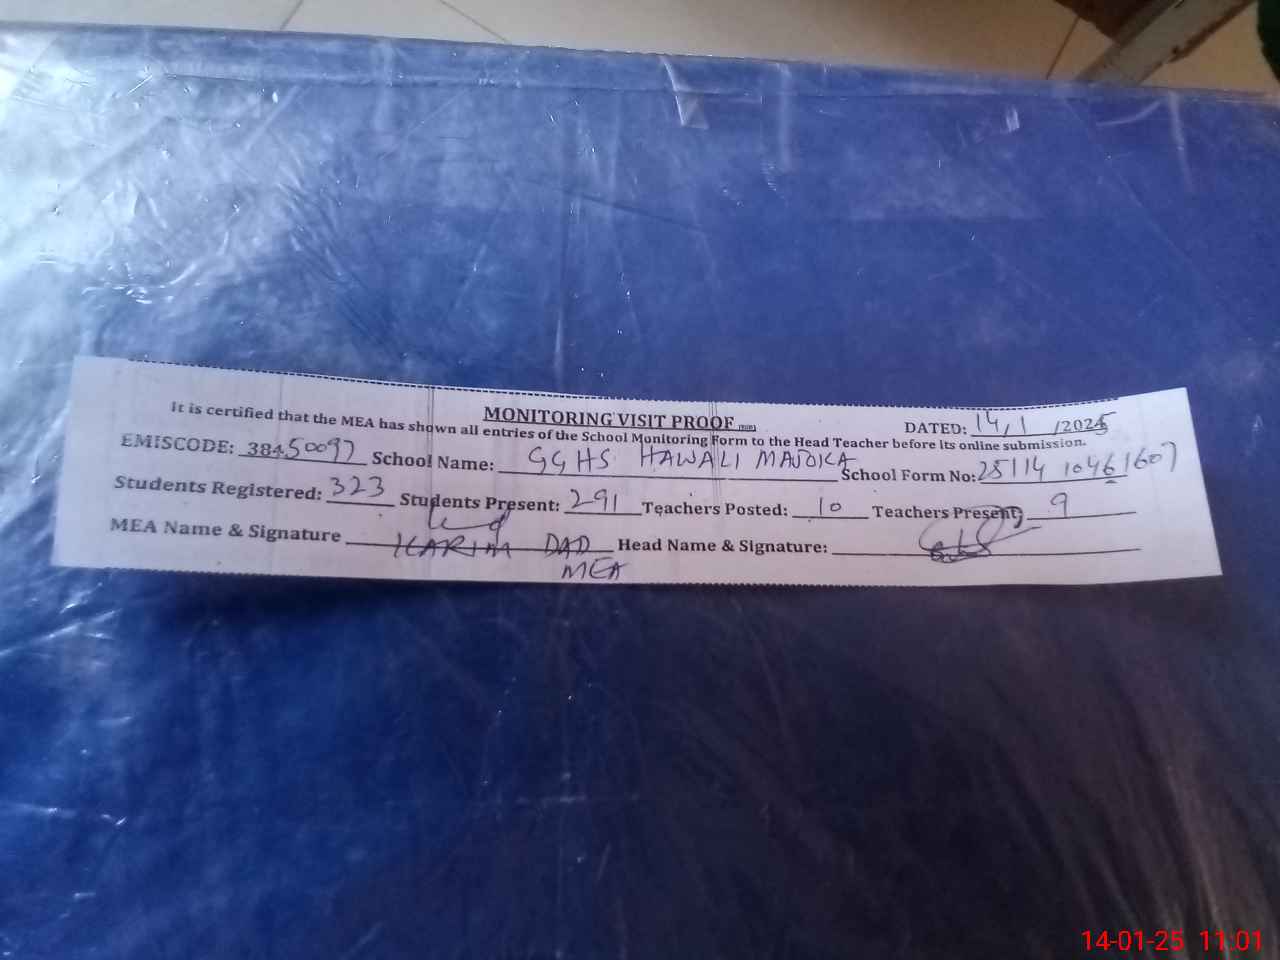 MONITORING VISIT PROOF
DATED: 14/1/2025
It is certified that the MEA has shown all entries of the School Monitoring Form to the Head Teacher before its online submission.
EMISCODE: 38450097 School Name: GGHS HAWALI MAJOKA School Form No: 25114 10461607
Students Registered: 323 Students Present: 291 Teachers Posted: 10 Teachers Present: 9
MEA Name & Signature KARIM DAD Head Name & Signature:
MEA
14-01-25 11:01